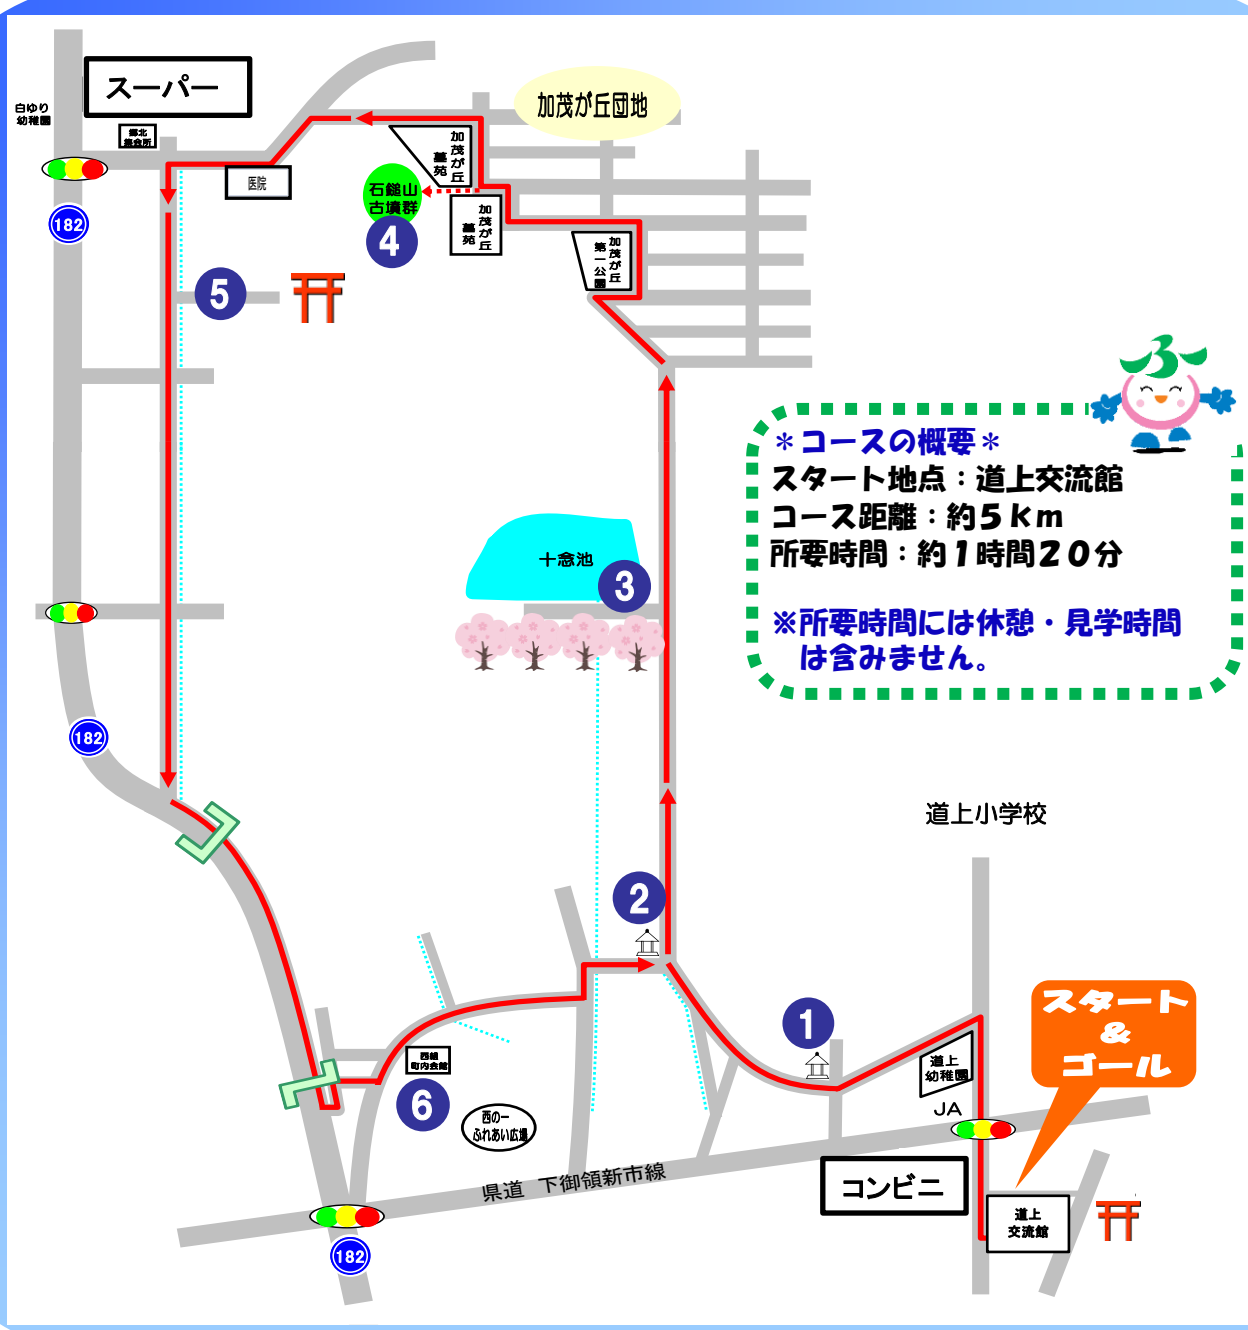 スーパー
白ゆり
幼稚園
郷北
集会所
医院
加茂が丘団地
加茂が丘
墓苑
石鎚山
古墳群
4
加茂が丘
墓苑
加茂が丘
第一公園
182
5
ふ
＊コースの概要＊
スタート地点：道上交流館
コース距離：約5km
所要時間：約1時間20分
※所要時間には休憩・見学時間
は含みません。
十念池
3
182
道上小学校
2
1
スタート
&
ゴール
道上
幼稚園
JA
西組
町内会館
6
西の一
ふれあい広場
県道 下御領新市線
コンビニ
道上
交流館
182